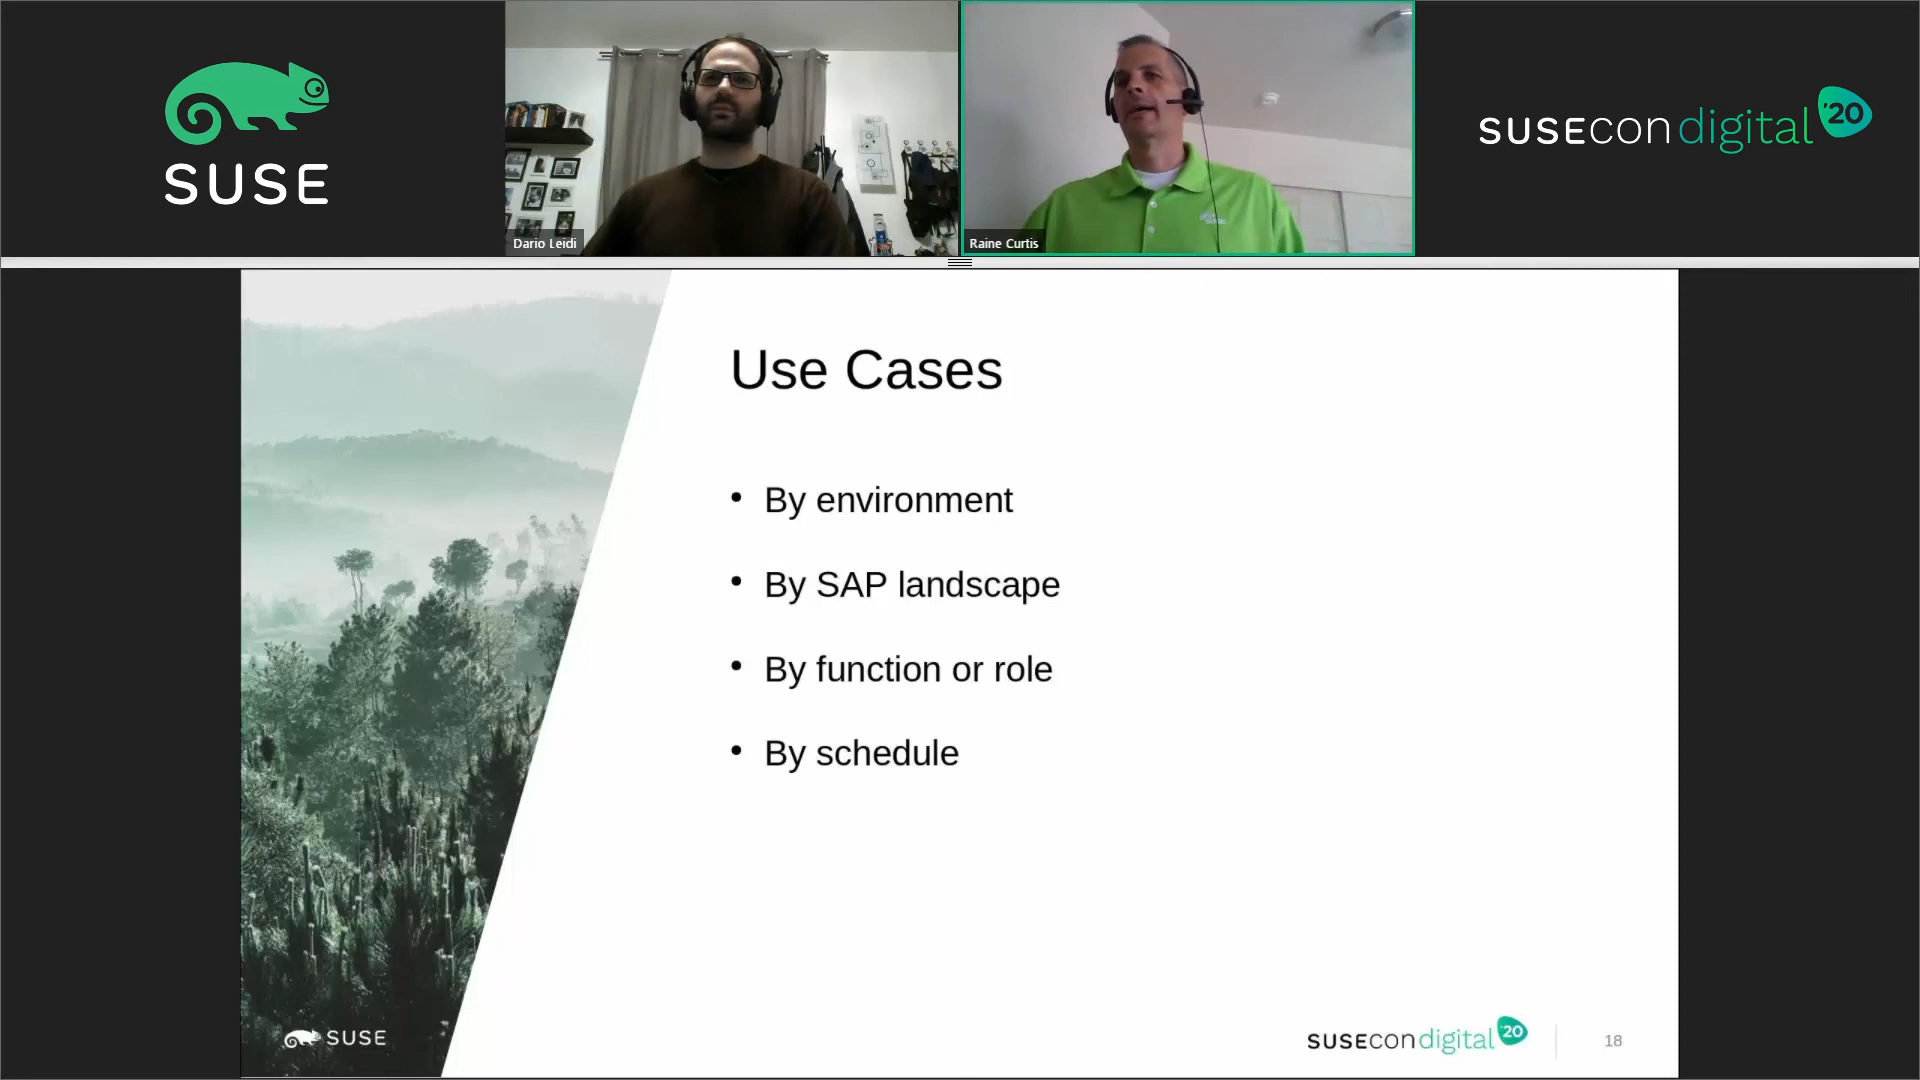 SUSE
Dario Leidi
Raine Curtis
SUSEcon digital '20
Use Cases
• By environment
• By SAP landscape
• By function or role
• By schedule
SUSE
SUSEcon digital '20
18